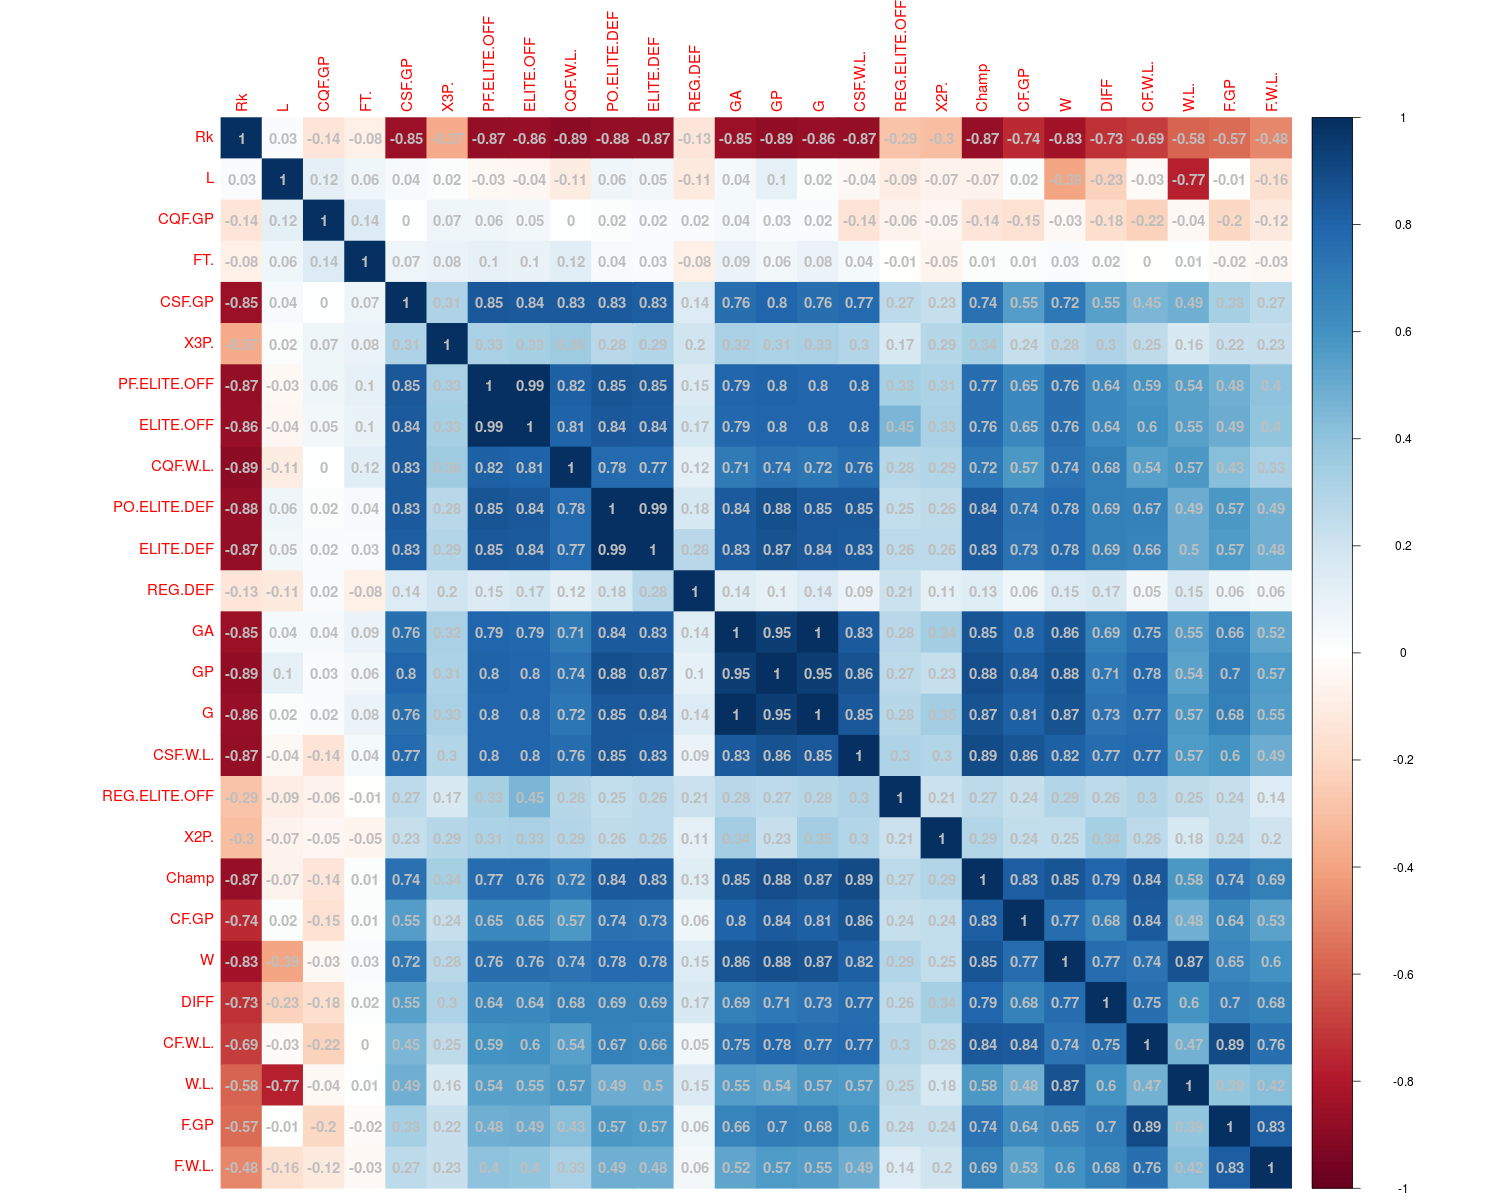 Rk L CQF.GP FT. CSF.GP X3P. PF.ELITE.OFF ELITE.OFF CQF.W.L. PO.ELITE.DEF ELITE.DEF REG.DEF GA GP G CSF.W.L. REG.ELITE.OFF X2P. Champ CF.GP W DIFF CF.W.L. W.L. F.GP F.W.L.
Rk 1 0.03 -0.14 -0.08 -0.85 -0.87 -0.86 -0.89 -0.88 -0.87 -0.13 -0.85 -0.89 -0.86 -0.87 -0.29 -0.3 -0.87 -0.74 -0.83 -0.73 -0.69 -0.58 -0.57 -0.48
L 0.03 1 0.12 0.06 0.04 0.02 -0.03 -0.04 -0.11 0.06 0.05 -0.11 0.04 0.1 0.02 -0.04 -0.09 -0.07 -0.07 0.02 -0.23 -0.03 -0.77 -0.01 -0.16
CQF.GP -0.14 0.12 1 0.14 0 0.07 0.06 0.05 0 0.02 0.02 0.02 0.04 0.03 0.02 -0.14 -0.06 -0.05 -0.14 -0.15 -0.03 -0.18 -0.22 -0.04 -0.2 -0.12
FT. -0.08 0.06 0.14 1 0.07 0.08 0.1 0.1 0.12 0.04 0.03 -0.08 0.09 0.06 0.08 0.04 -0.01 -0.05 0.01 0.01 0.03 0.02 0 0.01 -0.02 -0.03
CSF.GP -0.85 0.04 0 0.07 1 0.31 0.85 0.84 0.83 0.83 0.83 0.14 0.76 0.8 0.76 0.77 0.27 0.23 0.74 0.55 0.72 0.55 0.45 0.49 0.33 0.27
X3P. 0.02 0.07 0.08 0.31 1 0.33 0.33 0.28 0.29 0.2 0.32 0.31 0.33 0.3 0.17 0.29 0.34 0.24 0.28 0.3 0.25 0.16 0.22 0.23
PF.ELITE.OFF -0.87 -0.03 0.06 0.1 0.85 0.33 1 0.99 0.82 0.85 0.85 0.15 0.79 0.8 0.8 0.8 0.33 0.31 0.77 0.65 0.76 0.64 0.59 0.54 0.48 0.4
ELITE.OFF -0.86 -0.04 0.05 0.1 0.84 0.33 0.99 1 0.81 0.84 0.84 0.17 0.79 0.8 0.8 0.8 0.45 0.33 0.76 0.65 0.76 0.64 0.6 0.55 0.49 0.4
CQF.W.L. -0.89 -0.11 0 0.12 0.83 0.82 0.81 1 0.78 0.77 0.12 0.71 0.74 0.72 0.76 0.28 0.29 0.72 0.57 0.74 0.68 0.54 0.57 0.43 0.33
PO.ELITE.DEF -0.88 0.06 0.02 0.04 0.83 0.28 0.85 0.84 0.78 1 0.99 0.18 0.84 0.88 0.85 0.85 0.25 0.26 0.84 0.74 0.78 0.69 0.67 0.49 0.57 0.49
ELITE.DEF -0.87 0.05 0.02 0.03 0.83 0.29 0.85 0.84 0.77 0.99 1 0.28 0.83 0.87 0.84 0.83 0.26 0.26 0.83 0.73 0.78 0.69 0.66 0.5 0.57 0.48
REG.DEF -0.13 -0.11 0.02 -0.08 0.14 0.2 0.15 0.17 0.12 0.18 0.28 1 0.14 0.1 0.14 0.09 0.21 0.11 0.13 0.06 0.15 0.17 0.05 0.15 0.06 0.06
GA -0.85 0.04 0.04 0.09 0.76 0.32 0.79 0.79 0.71 0.84 0.83 0.14 1 0.95 1 0.83 0.28 0.34 0.85 0.8 0.86 0.69 0.75 0.55 0.66 0.52
GP -0.89 0.1 0.03 0.06 0.8 0.31 0.8 0.8 0.74 0.88 0.87 0.1 0.95 1 0.95 0.86 0.27 0.23 0.88 0.84 0.88 0.71 0.78 0.54 0.7 0.57
G -0.86 0.02 0.02 0.08 0.76 0.33 0.8 0.8 0.72 0.85 0.84 0.14 1 0.95 1 0.85 0.28 0.87 0.81 0.87 0.73 0.77 0.57 0.68 0.55
CSF.W.L. -0.87 -0.04 -0.14 0.04 0.77 0.3 0.8 0.8 0.76 0.85 0.83 0.09 0.83 0.86 0.85 1 0.3 0.3 0.89 0.86 0.82 0.77 0.77 0.57 0.6 0.49
REG.ELITE.OFF -0.29 -0.09 -0.06 -0.01 0.27 0.17 0.33 0.45 0.28 0.25 0.26 0.21 0.28 0.27 0.28 0.3 1 0.21 0.27 0.24 0.29 0.26 0.3 0.25 0.24 0.14
X2P. -0.3 -0.07 -0.05 -0.05 0.23 0.29 0.31 0.33 0.29 0.26 0.26 0.11 0.34 0.23 0.3 0.21 1 0.29 0.24 0.25 0.34 0.26 0.18 0.24 0.2
Champ -0.87 -0.07 -0.14 0.01 0.74 0.34 0.77 0.76 0.72 0.84 0.83 0.13 0.85 0.88 0.87 0.89 0.27 0.29 1 0.83 0.85 0.79 0.84 0.58 0.74 0.69
CF.GP -0.74 0.02 -0.15 0.01 0.55 0.24 0.65 0.65 0.57 0.74 0.73 0.06 0.8 0.84 0.81 0.86 0.24 0.24 0.83 1 0.77 0.68 0.84 0.48 0.64 0.53
W -0.83 -0.03 0.03 0.72 0.28 0.76 0.76 0.74 0.78 0.78 0.15 0.86 0.88 0.87 0.82 0.29 0.25 0.85 0.77 1 0.77 0.74 0.87 0.65 0.6
DIFF -0.73 -0.23 -0.18 0.02 0.55 0.3 0.64 0.64 0.68 0.69 0.69 0.17 0.69 0.71 0.73 0.77 0.26 0.34 0.79 0.68 0.77 1 0.75 0.6 0.7 0.68
CF.W.L. -0.69 -0.03 -0.22 0 0.45 0.25 0.59 0.6 0.54 0.67 0.66 0.05 0.75 0.78 0.77 0.77 0.3 0.26 0.84 0.84 0.74 0.75 1 0.47 0.89 0.76
W.L. -0.58 -0.77 -0.04 0.01 0.49 0.16 0.54 0.55 0.57 0.49 0.5 0.15 0.55 0.54 0.57 0.57 0.25 0.18 0.58 0.48 0.87 0.6 0.47 1 0.42
F.GP -0.57 -0.01 -0.2 -0.02 0.33 0.22 0.48 0.49 0.43 0.57 0.57 0.06 0.66 0.7 0.68 0.6 0.24 0.24 0.74 0.64 0.65 0.7 0.89 1 0.83
F.W.L. -0.48 -0.16 -0.12 -0.03 0.27 0.23 0.4 0.4 0.33 0.49 0.48 0.06 0.52 0.57 0.55 0.49 0.14 0.2 0.69 0.53 0.6 0.68 0.76 0.42 0.83 1
1
0.8
0.6
0.4
0.2
0
-0.2
-0.4
-0.6
-0.8
-1